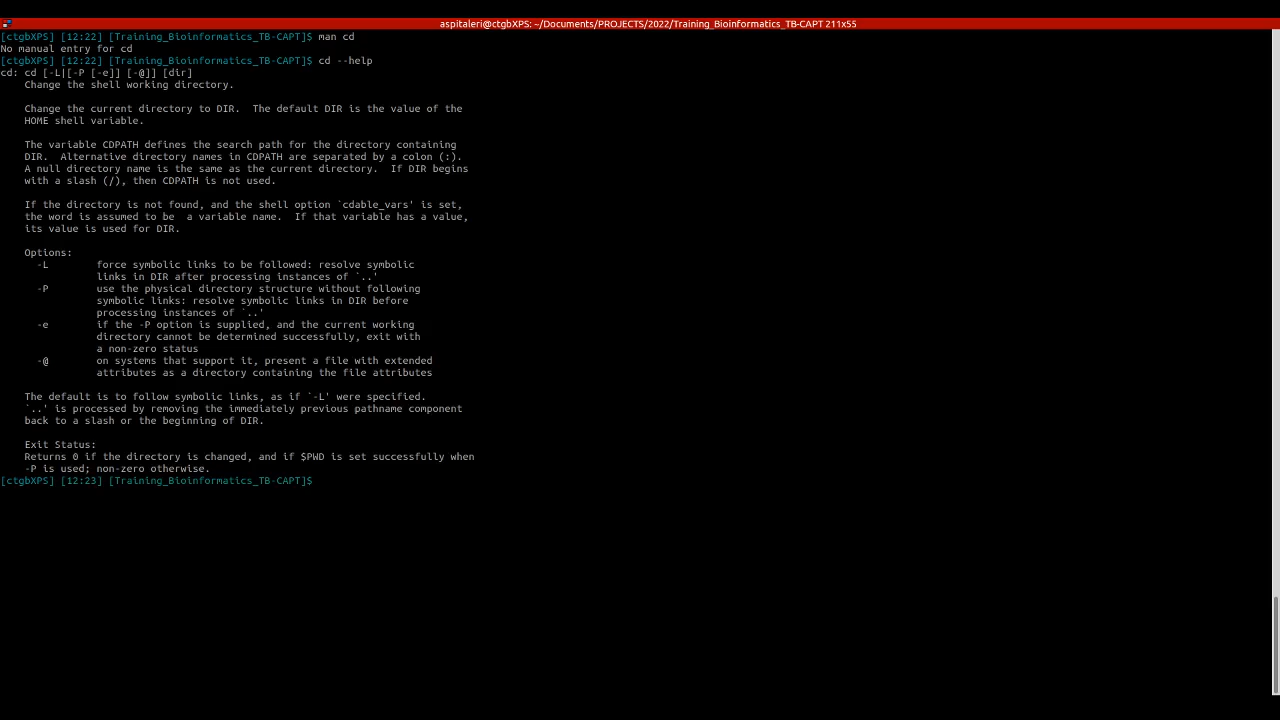 aspitaleri@ctgbXPS: ~/Documents/PROJECTS/2022/Training_Bioinformatics_TB-CAPT 211x55
[ctgbXPS] [12:22] [Training_Bioinformatics_TB-CAPT]$ man cd
No manual entry for cd
[ctgbXPS] [12:22] [Training_Bioinformatics_TB-CAPT]$ cd --help
cd: cd [-L|[-P [-e]] [-@]] [dir]
    Change the shell working directory.

    Change the current directory to DIR.  The default DIR is the value of the
    HOME shell variable.

    The variable CDPATH defines the search path for the directory containing
    DIR.  Alternative directory names in CDPATH are separated by a colon (:).
    A null directory name is the same as the current directory.  If DIR begins
    with a slash (/), then CDPATH is not used.

    If the directory is not found, and the shell option `cdable_vars' is set,
    the word is assumed to be  a variable name.  If that variable has a value,
    its value is used for DIR.

    Options:
      -L        force symbolic links to be followed: resolve symbolic
                links in DIR after processing instances of `..'
      -P        use the physical directory structure without following
                symbolic links: resolve symbolic links in DIR before
                processing instances of `..'
      -e        if the -P option is supplied, and the current working
                directory cannot be determined successfully, exit with
                a non-zero status
      -@        on systems that support it, present a file with extended
                attributes as a directory containing the file attributes

    The default is to follow symbolic links, as if `-L' were specified.
    `..' is processed by removing the immediately previous pathname component
    back to a slash or the beginning of DIR.

    Exit Status:
    Returns 0 if the directory is changed, and if $PWD is set successfully when
    -P is used; non-zero otherwise.
[ctgbXPS] [12:23] [Training_Bioinformatics_TB-CAPT]$